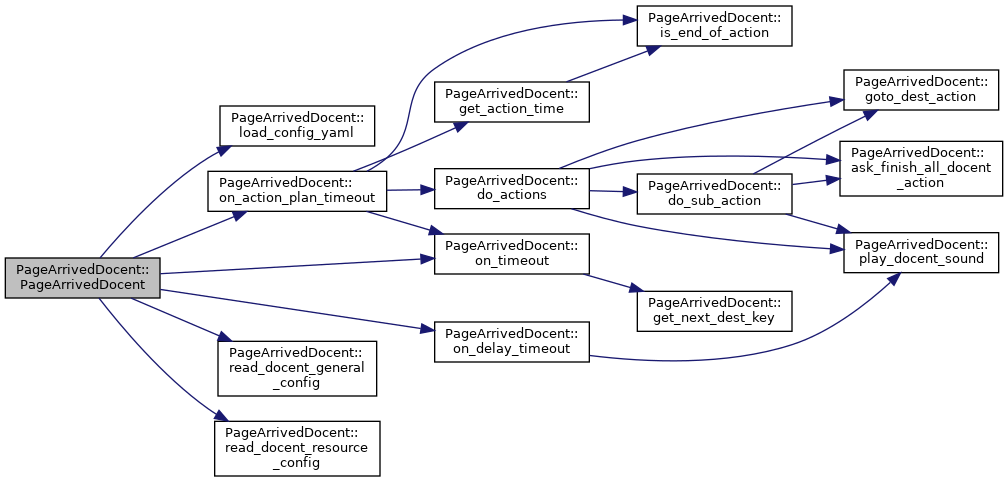 PageArrivedDocent::
PageArrivedDocent
PageArrivedDocent::
load_config_yaml
PageArrivedDocent::
on_action_plan_timeout
PageArrivedDocent::
read_docent_general
_config
PageArrivedDocent::
read_docent_resource
_config
PageArrivedDocent::
get_action_time
PageArrivedDocent::
do_actions
PageArrivedDocent::
on_timeout
PageArrivedDocent::
on_delay_timeout
PageArrivedDocent::
is_end_of_action
PageArrivedDocent::
do_sub_action
PageArrivedDocent::
get_next_dest_key
PageArrivedDocent::
goto_dest_action
PageArrivedDocent::
ask_finish_all_docent
_action
PageArrivedDocent::
play_docent_sound